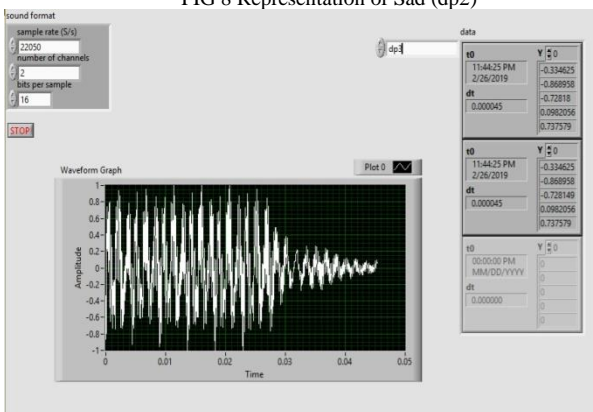 FIG 8 Representation of Sad (dp2)
sound format
sample rate (S/s)
22050
number of channels
2
bits per sample
16
STOP
dp3
data
t0
11:44:25 PM
2/26/2019
dt
0.000045
Y 0
-0.334625
-0.868958
-0.72818
0.0982056
0.737579
t0
11:44:25 PM
2/26/2019
dt
0.000045
Y 0
-0.334625
-0.868958
-0.728149
0.0982056
0.737579
t0
00:00:00 PM
MM/DD/YYYY
dt
0.000000
Y 0
0
0
0
0
0
Waveform Graph
Plot 0
Amplitude
1
0.8
0.6
0.4
0.2
0
-0.2
-0.4
-0.6
-0.8
-1
0
0.01
0.02
0.03
0.04
0.05
Time